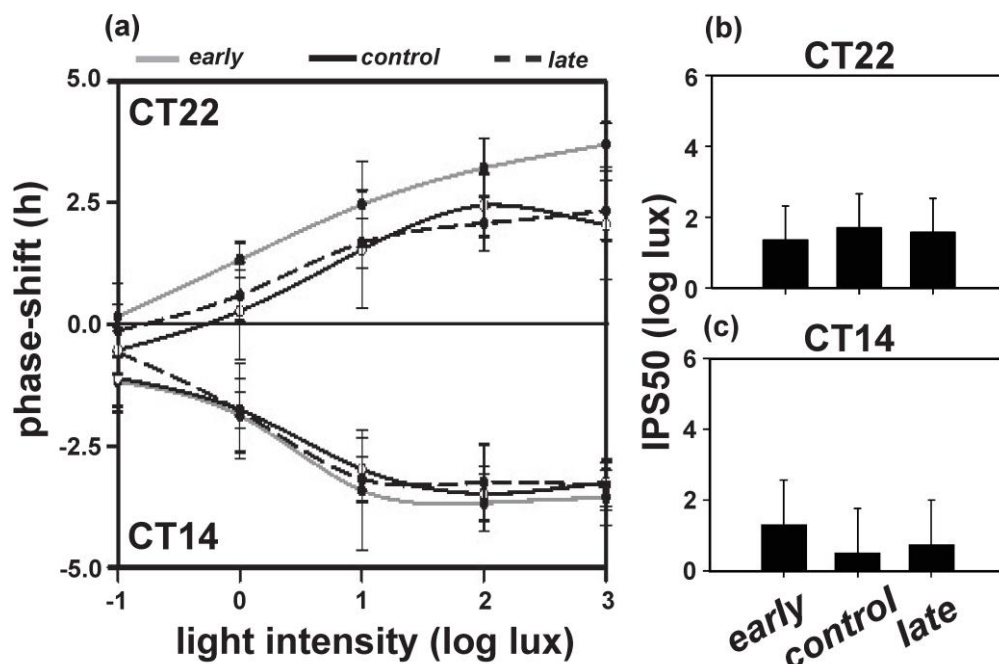 (a)
early control late
CT22
5.0
2.5
0.0
-2.5
-5.0
phase-shift (h)
CT14
-1 0 1 2 3
light intensity (log lux)
(b)
CT22
6
4
2
0
IPS50 (log lux)
(c)
CT14
6
4
2
0
early control late